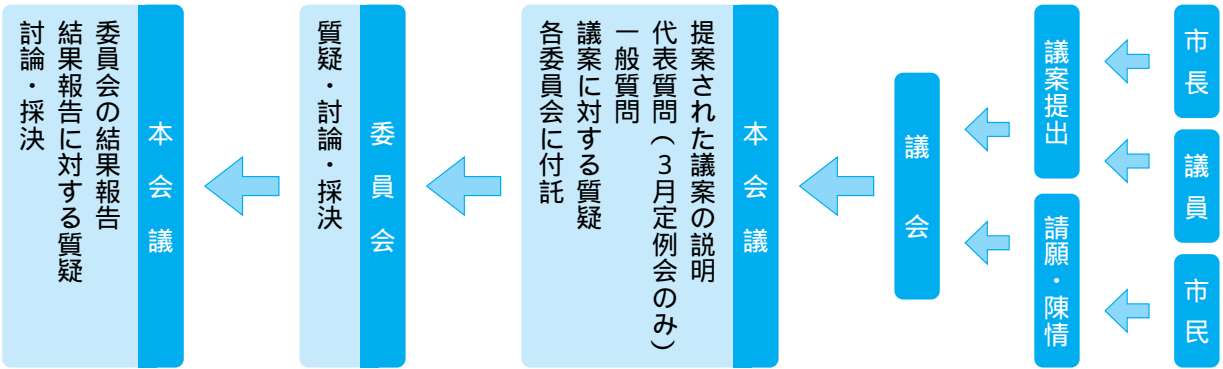 市長
議員
市民
議案提出
請願・陳情
議会
本会議
提案された議案の説明
代表質問（３月定例会のみ）
一般質問
議案に対する質疑
各委員会に付託
委員会
質疑・討論・採決
本会議
委員会の結果報告
結果報告に対する質疑
討論・採決